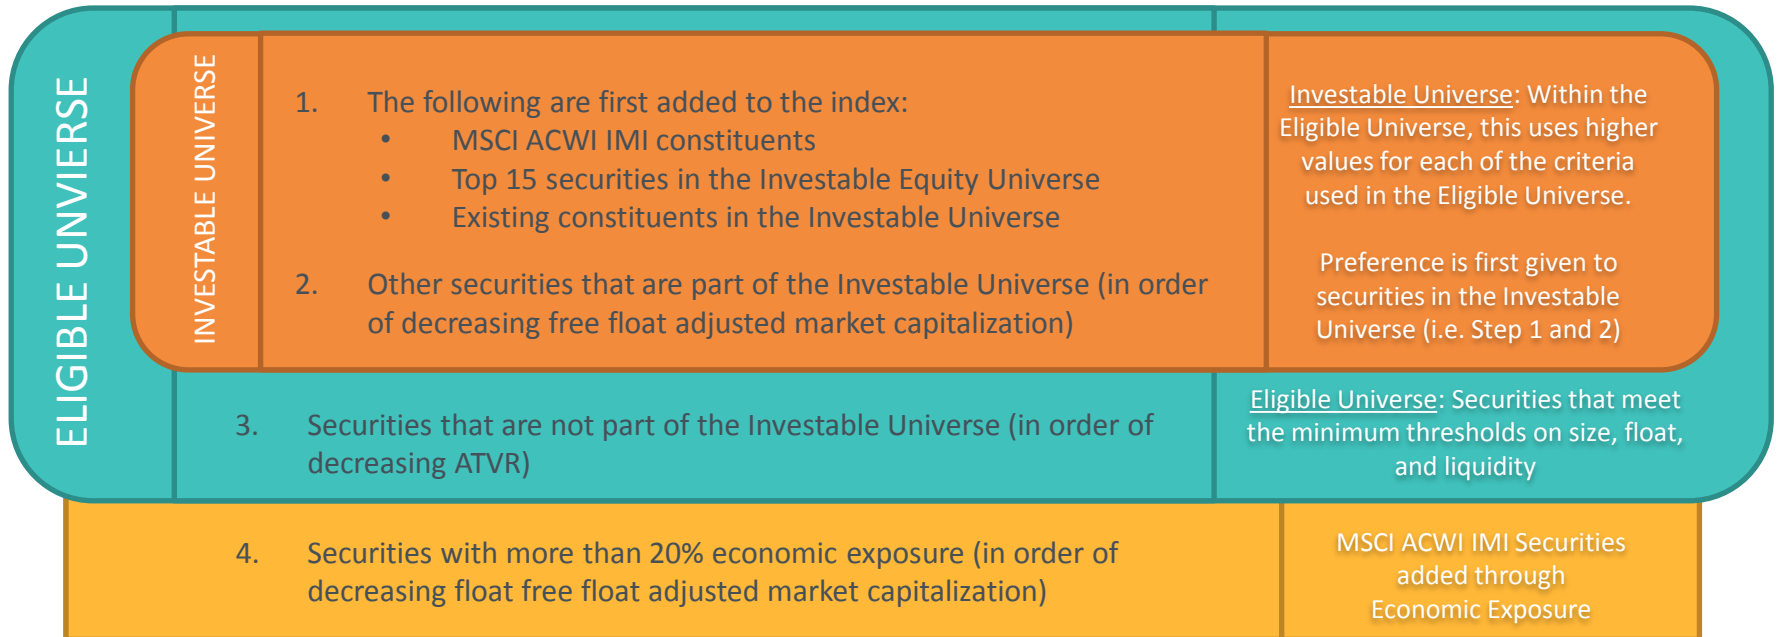 ELIGIBLE UNVIERSE
INVESTABLE UNIVERSE
1. The following are first added to the index:
• MSCI ACWI IMI constituents
• Top 15 securities in the Investable Equity Universe
• Existing constituents in the Investable Universe
2. Other securities that are part of the Investable Universe (in order
of decreasing free float adjusted market capitalization)
Investable Universe: Within the
Eligible Universe, this uses higher
values for each of the criteria
used in the Eligible Universe.
Preference is first given to
securities in the Investable
Universe (i.e. Step 1 and 2)
3. Securities that are not part of the Investable Universe (in order of
decreasing ATVR)
Eligible Universe: Securities that meet
the minimum thresholds on size, float,
and liquidity
4. Securities with more than 20% economic exposure (in order of
decreasing float free float adjusted market capitalization)
MSCI ACWI IMI Securities
added through
Economic Exposure